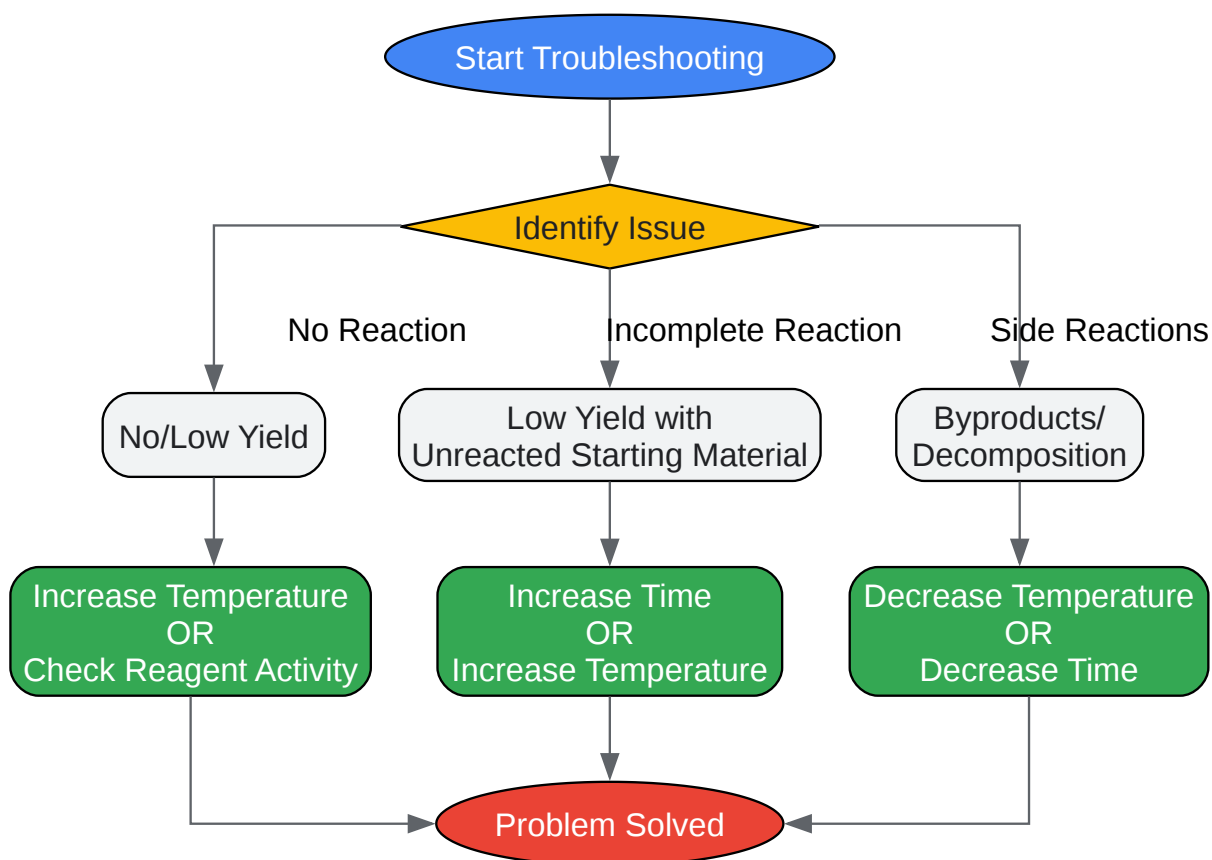 Start Troubleshooting
Identify Issue
No Reaction
Incomplete Reaction
Side Reactions
No/Low Yield
Low Yield with
Unreacted Starting Material
Byproducts/
Decomposition
Increase Temperature
OR
Check Reagent Activity
Increase Time
OR
Increase Temperature
Decrease Temperature
OR
Decrease Time
Problem Solved